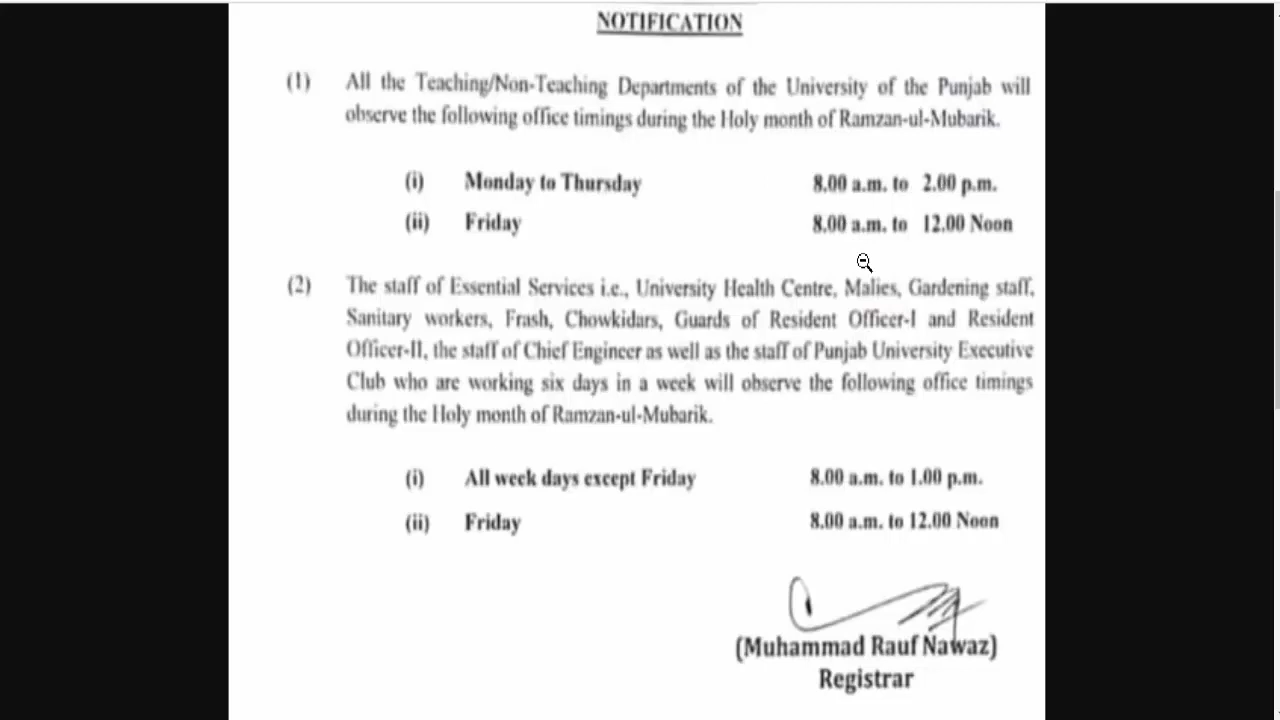 NOTIFICATION
(1) All the Teaching/Non-Teaching Departments of the University of the Punjab will
observe the following office timings during the Holy month of Ramzan-ul-Mubarik.
(i) Monday to Thursday 8.00 a.m. to 2.00 p.m.
(ii) Friday 8.00 a.m. to 12.00 Noon
(2) The staff of Essential Services i.e., University Health Centre, Malies, Gardening staff,
Sanitary workers, Frash, Chowkidars, Guards of Resident Officer-I and Resident
Officer-II, the staff of Chief Engineer as well as the staff of Punjab University Executive
Club who are working six days in a week will observe the following office timings
during the Holy month of Ramzan-ul-Mubarik.
(i) All week days except Friday 8.00 a.m. to 1.00 p.m.
(ii) Friday 8.00 a.m. to 12.00 Noon
(Muhammad Rauf Nawaz)
Registrar